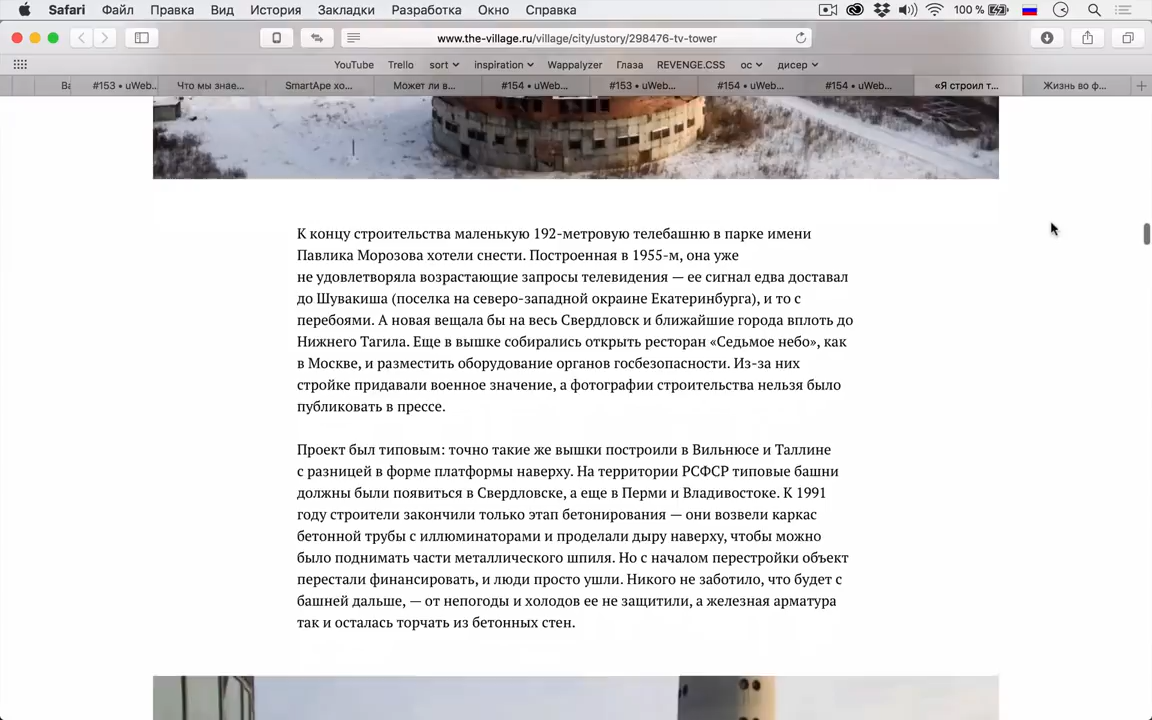 Safari Файл Правка Вид История Закладки Разработка Окно Справка 100 %
www.the-village.ru/village/city/ustory/298476-tv-tower
YouTube Trello sort inspiration Wappalyzer Глаза REVENGE.CSS ос дисер
Ва #153 • uWeb... Что мы знае... SmartApe хо... Может ли в... #154 • uWeb... #153 • uWeb... #154 • uWeb... #154 • uWeb... «Я строил т... Жизнь во ф...
К концу строительства маленькую 192-метровую телебашню в парке имени
Павлика Морозова хотели снести. Построенная в 1955-м, она уже
не удовлетворяла возрастающие запросы телевидения — ее сигнал едва доставал
до Шувакиша (поселка на северо-западной окраине Екатеринбурга), и то с
перебоями. А новая вещала бы на весь Свердловск и ближайшие города вплоть до
Нижнего Тагила. Еще в вышке собирались открыть ресторан «Седьмое небо», как
в Москве, и разместить оборудование органов госбезопасности. Из-за них
стройке придавали военное значение, а фотографии строительства нельзя было
публиковать в прессе.
Проект был типовым: точно такие же вышки построили в Вильнюсе и Таллине
с разницей в форме платформы наверху. На территории РСФСР типовые башни
должны были появиться в Свердловске, а еще в Перми и Владивостоке. К 1991
году строители закончили только этап бетонирования — они возвели каркас
бетонной трубы с иллюминаторами и проделали дыру наверху, чтобы можно
было поднимать части металлического шпиля. Но с началом перестройки объект
перестали финансировать, и люди просто ушли. Никого не заботило, что будет с
башней дальше, — от непогоды и холодов ее не защитили, а железная арматура
так и осталась торчать из бетонных стен.